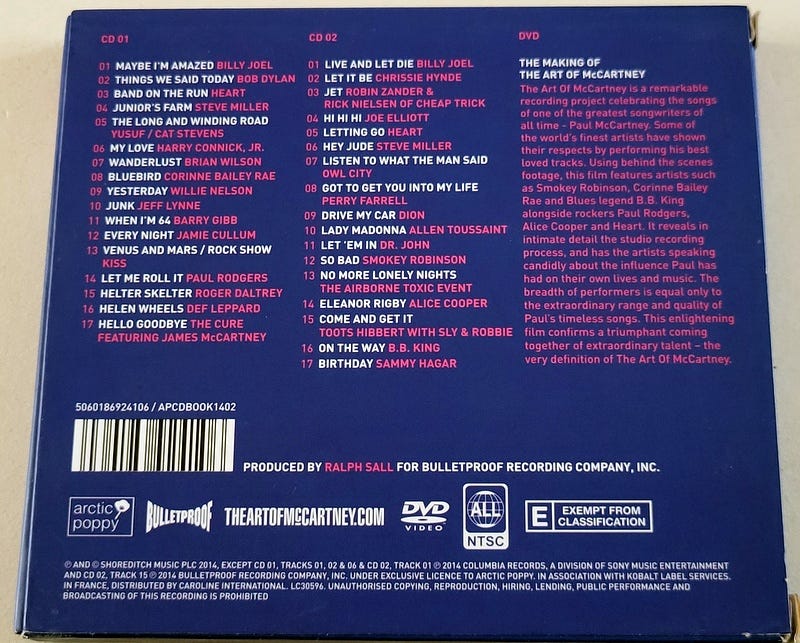 CD 01
01 MAYBE I'M AMAZED BILLY JOEL
02 THINGS WE SAID TODAY BOB DYLAN
03 BAND ON THE RUN HEART
04 JUNIOR'S FARM STEVE MILLER
05 THE LONG AND WINDING ROAD
YUSUF / CAT STEVENS
06 MY LOVE HARRY CONNICK, JR.
07 WANDERLUST BRIAN WILSON
08 BLUEBIRD CORINNE BAILEY RAE
09 YESTERDAY WILLIE NELSON
10 JUNK JEFF LYNNE
11 WHEN I'M 64 BARRY GIBB
12 EVERY NIGHT JAMIE CULLUM
13 VENUS AND MARS / ROCK SHOW
KISS
14 LET ME ROLL IT PAUL RODGERS
15 HELTER SKELTER ROGER DALTREY
16 HELEN WHEELS DEF LEPPARD
17 HELLO GOODBYE THE CURE
FEATURING JAMES McCARTNEY
CD 02
01 LIVE AND LET DIE BILLY JOEL
02 LET IT BE CHRISSIE HYNDE
03 JET ROBIN ZANDER &
RICK NIELSEN OF CHEAP TRICK
04 HI HI HI JOE ELLIOTT
05 LETTING GO HEART
06 HEY JUDE STEVE MILLER
07 LISTEN TO WHAT THE MAN SAID
OWL CITY
08 GOT TO GET YOU INTO MY LIFE
PERRY FARRELL
09 DRIVE MY CAR DION
10 LADY MADONNA ALLEN TOUSSAINT
11 LET 'EM IN DR. JOHN
12 SO BAD SMOKEY ROBINSON
13 NO MORE LONELY NIGHTS
THE AIRBORNE TOXIC EVENT
14 ELEANOR RIGBY ALICE COOPER
15 COME AND GET IT
TOOTS HIBBERT WITH SLY & ROBBIE
16 ON THE WAY B.B. KING
17 BIRTHDAY SAMMY HAGAR
DVD
THE MAKING OF
THE ART OF McCARTNEY
The Art Of McCartney is a remarkable
recording project celebrating the songs
of one of the greatest songwriters of
all time - Paul McCartney. Some of
the world's finest artists have shown
their respects by performing his best
loved tracks. Using behind the scenes
footage, this film features artists such
as Smokey Robinson, Corinne Bailey
Rae and Blues legend B.B. King
alongside rockers Paul Rodgers,
Alice Cooper and Heart. It reveals in
intimate detail the studio recording
process, and has the artists speaking
candidly about the influence Paul has
had on their own lives and music. The
breadth of performers is equal only to
the extraordinary range and quality of
Paul's timeless songs. This enlightening
film confirms a triumphant coming
together of extraordinary talent – the
very definition of The Art Of McCartney.
5060186924106 / APCDBOOK1402
PRODUCED BY RALPH SALL FOR BULLETPROOF RECORDING COMPANY, INC.
arctic
poppy
BULLETPROOF
THEARTOFMcCARTNEY.COM
DVD
VIDEO
ALL
NTSC
E EXEMPT FROM
CLASSIFICATION
℗ AND © SHOREDITCH MUSIC PLC 2014, EXCEPT CD 01, TRACKS 01, 02 & 06 & CD 02, TRACK 01 ℗ 2014 COLUMBIA RECORDS, A DIVISION OF SONY MUSIC ENTERTAINMENT
AND CD 02, TRACK 15 ℗ 2014 BULLETPROOF RECORDING COMPANY, INC. UNDER EXCLUSIVE LICENCE TO ARCTIC POPPY. IN ASSOCIATION WITH KOBALT LABEL SERVICES.
IN FRANCE, DISTRIBUTED BY CAROLINE INTERNATIONAL. LC30596. UNAUTHORISED COPYING, REPRODUCTION, HIRING, LENDING, PUBLIC PERFORMANCE AND
BROADCASTING OF THIS RECORDING IS PROHIBITED